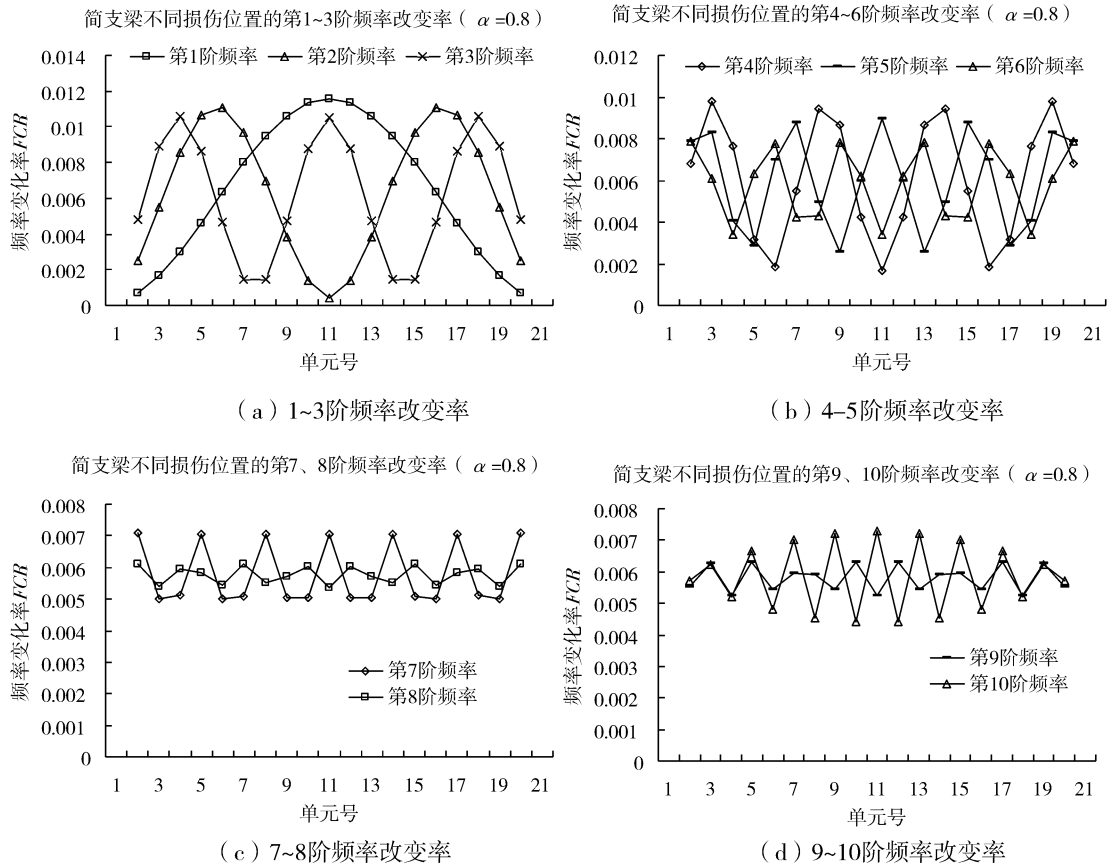 简支梁不同损伤位置的第1~3阶频率改变率（α=0.8）
第1阶频率 第2阶频率 第3阶频率
0.014
0.012
0.01
0.008
0.006
0.004
0.002
0
频率变化率FCR
1 3 5 7 9 11 13 15 17 19 21
单元号
（a）1~3阶频率改变率
简支梁不同损伤位置的第4~6阶频率改变率（α=0.8）
第4阶频率 第5阶频率 第6阶频率
0.012
0.01
0.008
0.006
0.004
0.002
0
频率变化率FCR
1 3 5 7 9 11 13 15 17 19 21
单元号
（b）4–5阶频率改变率
简支梁不同损伤位置的第7、8阶频率改变率（α=0.8）
0.008
0.007
0.006
0.005
0.004
0.003
0.002
0.001
0
频率变化率FCR
第7阶频率
第8阶频率
1 3 5 7 9 11 13 15 17 19 21
单元号
（c）7~8阶频率改变率
简支梁不同损伤位置的第9、10阶频率改变率（α=0.8）
0.008
0.007
0.006
0.005
0.004
0.003
0.002
0.001
0
频率变化率FCR
第9阶频率
第10阶频率
1 3 5 7 9 11 13 15 17 19 21
单元号
（d）9~10阶频率改变率